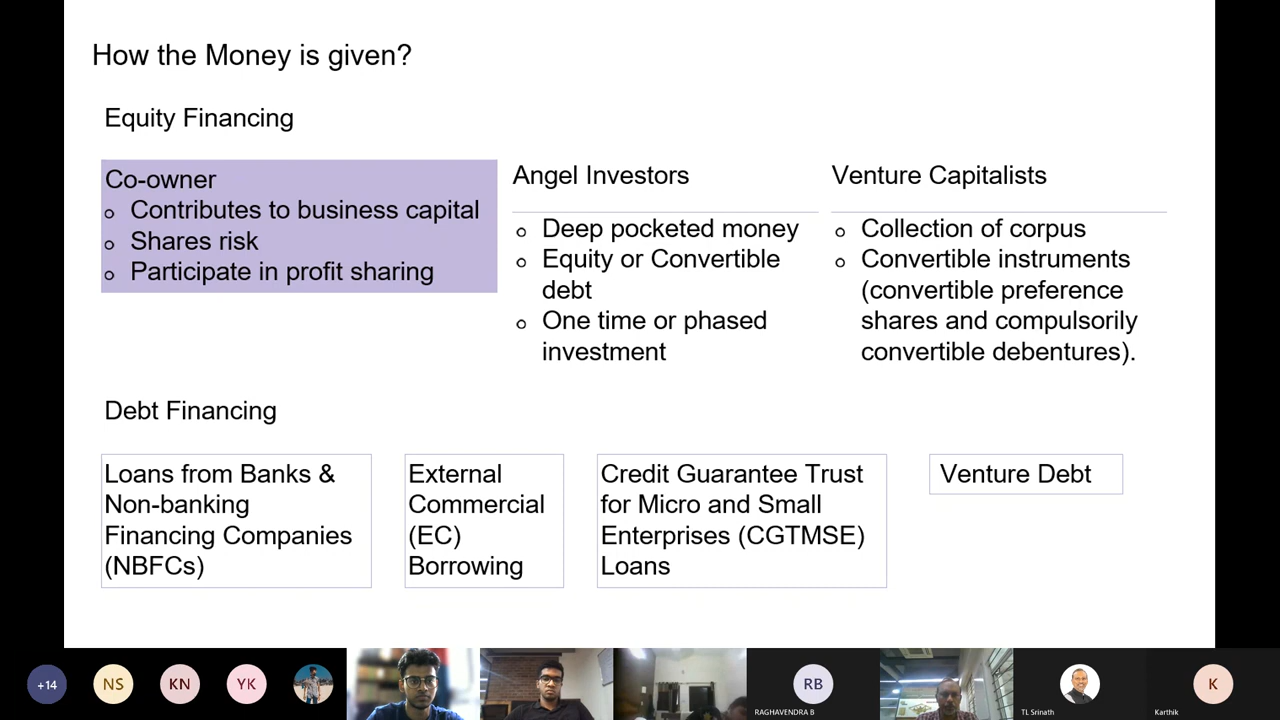 How the Money is given?
Equity Financing
Co-owner
Contributes to business capital
Shares risk
Participate in profit sharing
Angel Investors
Deep pocketed money
Equity or Convertible
debt
One time or phased
investment
Venture Capitalists
Collection of corpus
Convertible instruments
(convertible preference
shares and compulsorily
convertible debentures).
Debt Financing
Loans from Banks &
Non-banking
Financing Companies
(NBFCs)
External
Commercial
(EC)
Borrowing
Credit Guarantee Trust
for Micro and Small
Enterprises (CGTMSE)
Loans
Venture Debt
+14
NS
KN
YK
RB
RAGHAVENDRA B
TL Srinath
K
Karthik